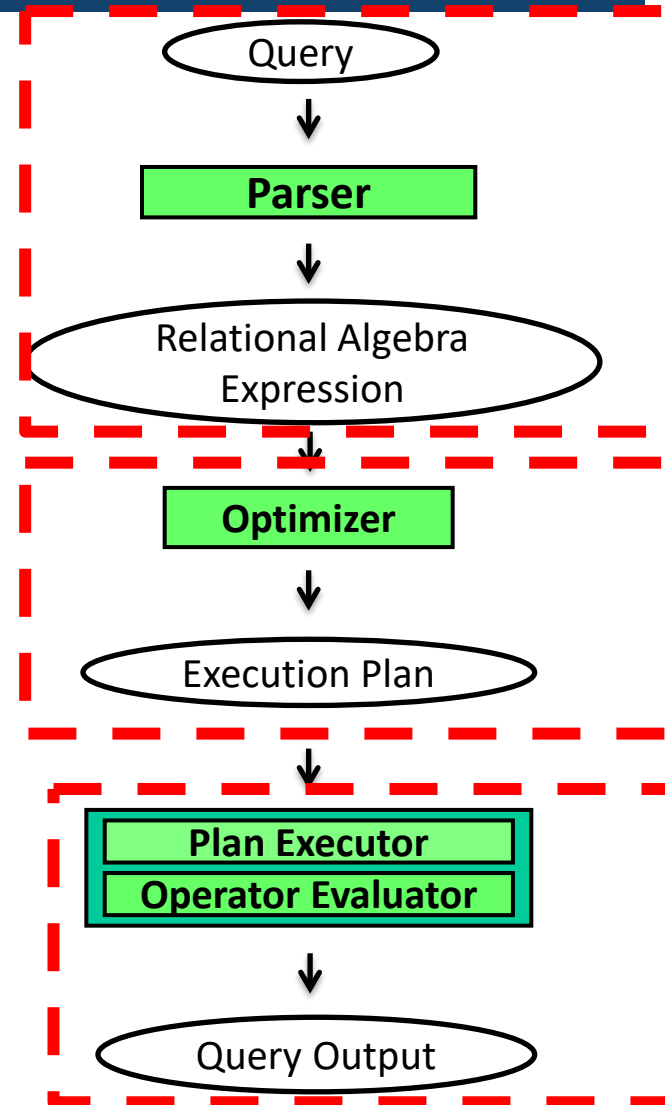 Query
Parser
Relational Algebra
Expression
Optimizer
Execution Plan
Plan Executor
Operator Evaluator
Query Output